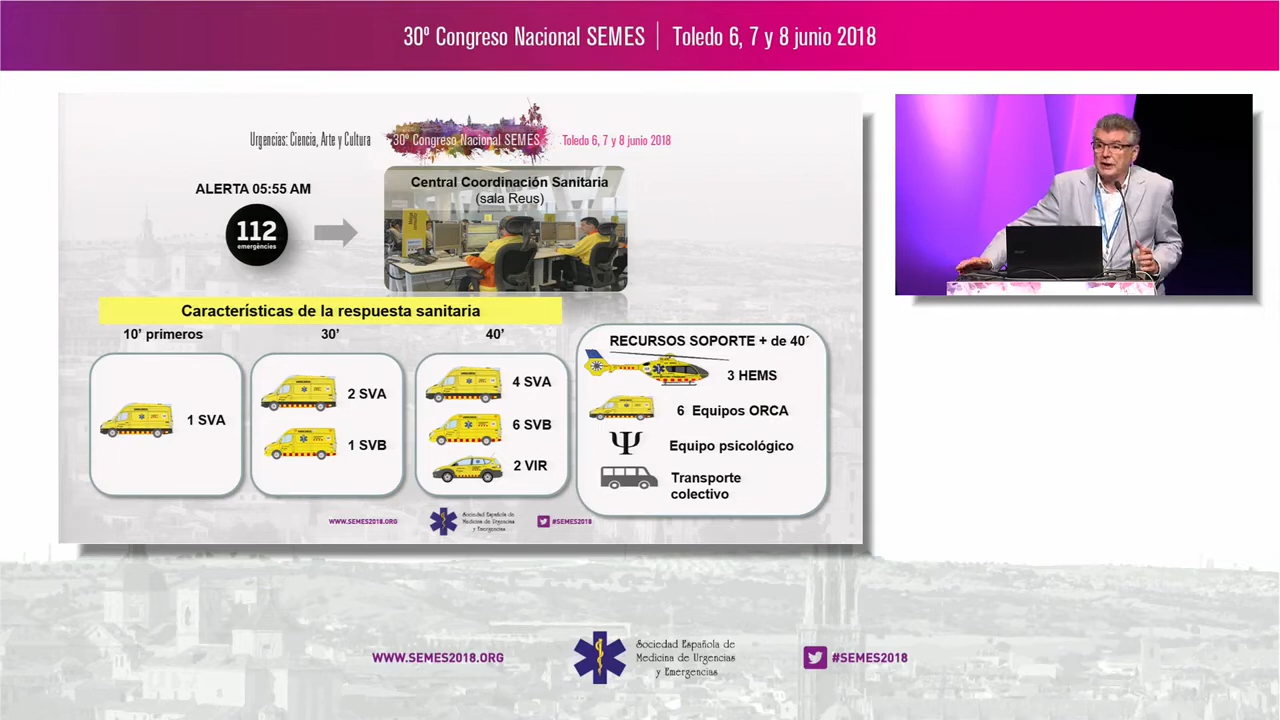 30º Congreso Nacional SEMES | Toledo 6, 7 y 8 junio 2018
Urgencias: Ciencia, Arte y Cultura
30º Congreso Nacional SEMES
Toledo 6, 7 y 8 junio 2018
ALERTA 05:55 AM
112
emergències
Central Coordinación Sanitaria
(sala Reus)
Características de la respuesta sanitaria
10’ primeros
30’
40’
1 SVA
2 SVA
1 SVB
4 SVA
6 SVB
2 VIR
RECURSOS SOPORTE + de 40´
3 HEMS
6 Equipos ORCA
Equipo psicológico
Transporte
colectivo
WWW.SEMES2018.ORG
Sociedad Española de
Medicina de Urgencias
y Emergencias
#SEMES2018
WWW.SEMES2018.ORG
Sociedad Española de
Medicina de Urgencias
y Emergencias
#SEMES2018